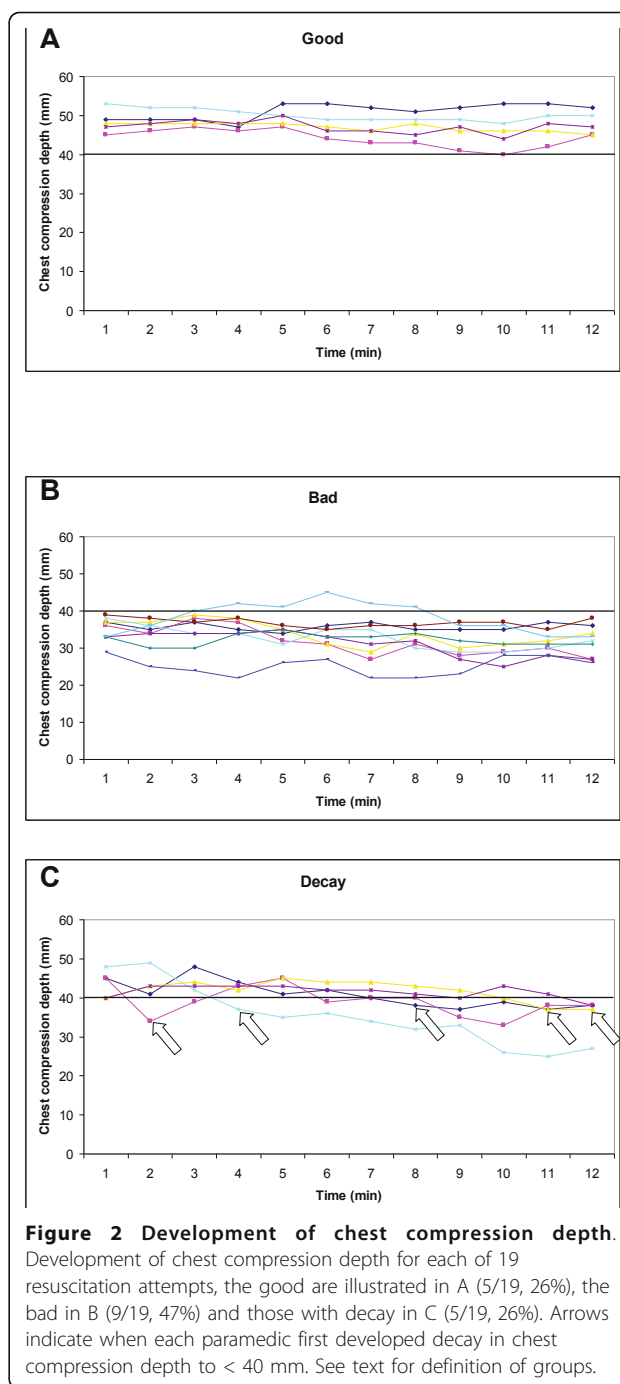 A
Good
60
50
40
30
20
10
0
Chest compression depth (mm)
1 2 3 4 5 6 7 8 9 10 11 12
Time (min)
B
Bad
60
50
40
30
20
10
0
Chest compression depth (mm)
1 2 3 4 5 6 7 8 9 10 11 12
Time (min)
C
Decay
60
50
40
30
20
10
0
Chest compression depth (mm)
1 2 3 4 5 6 7 8 9 10 11 12
Time (min)
Figure 2 Development of chest compression depth.
Development of chest compression depth for each of 19
resuscitation attempts, the good are illustrated in A (5/19, 26%), the
bad in B (9/19, 47%) and those with decay in C (5/19, 26%). Arrows
indicate when each paramedic first developed decay in chest
compression depth to < 40 mm. See text for definition of groups.